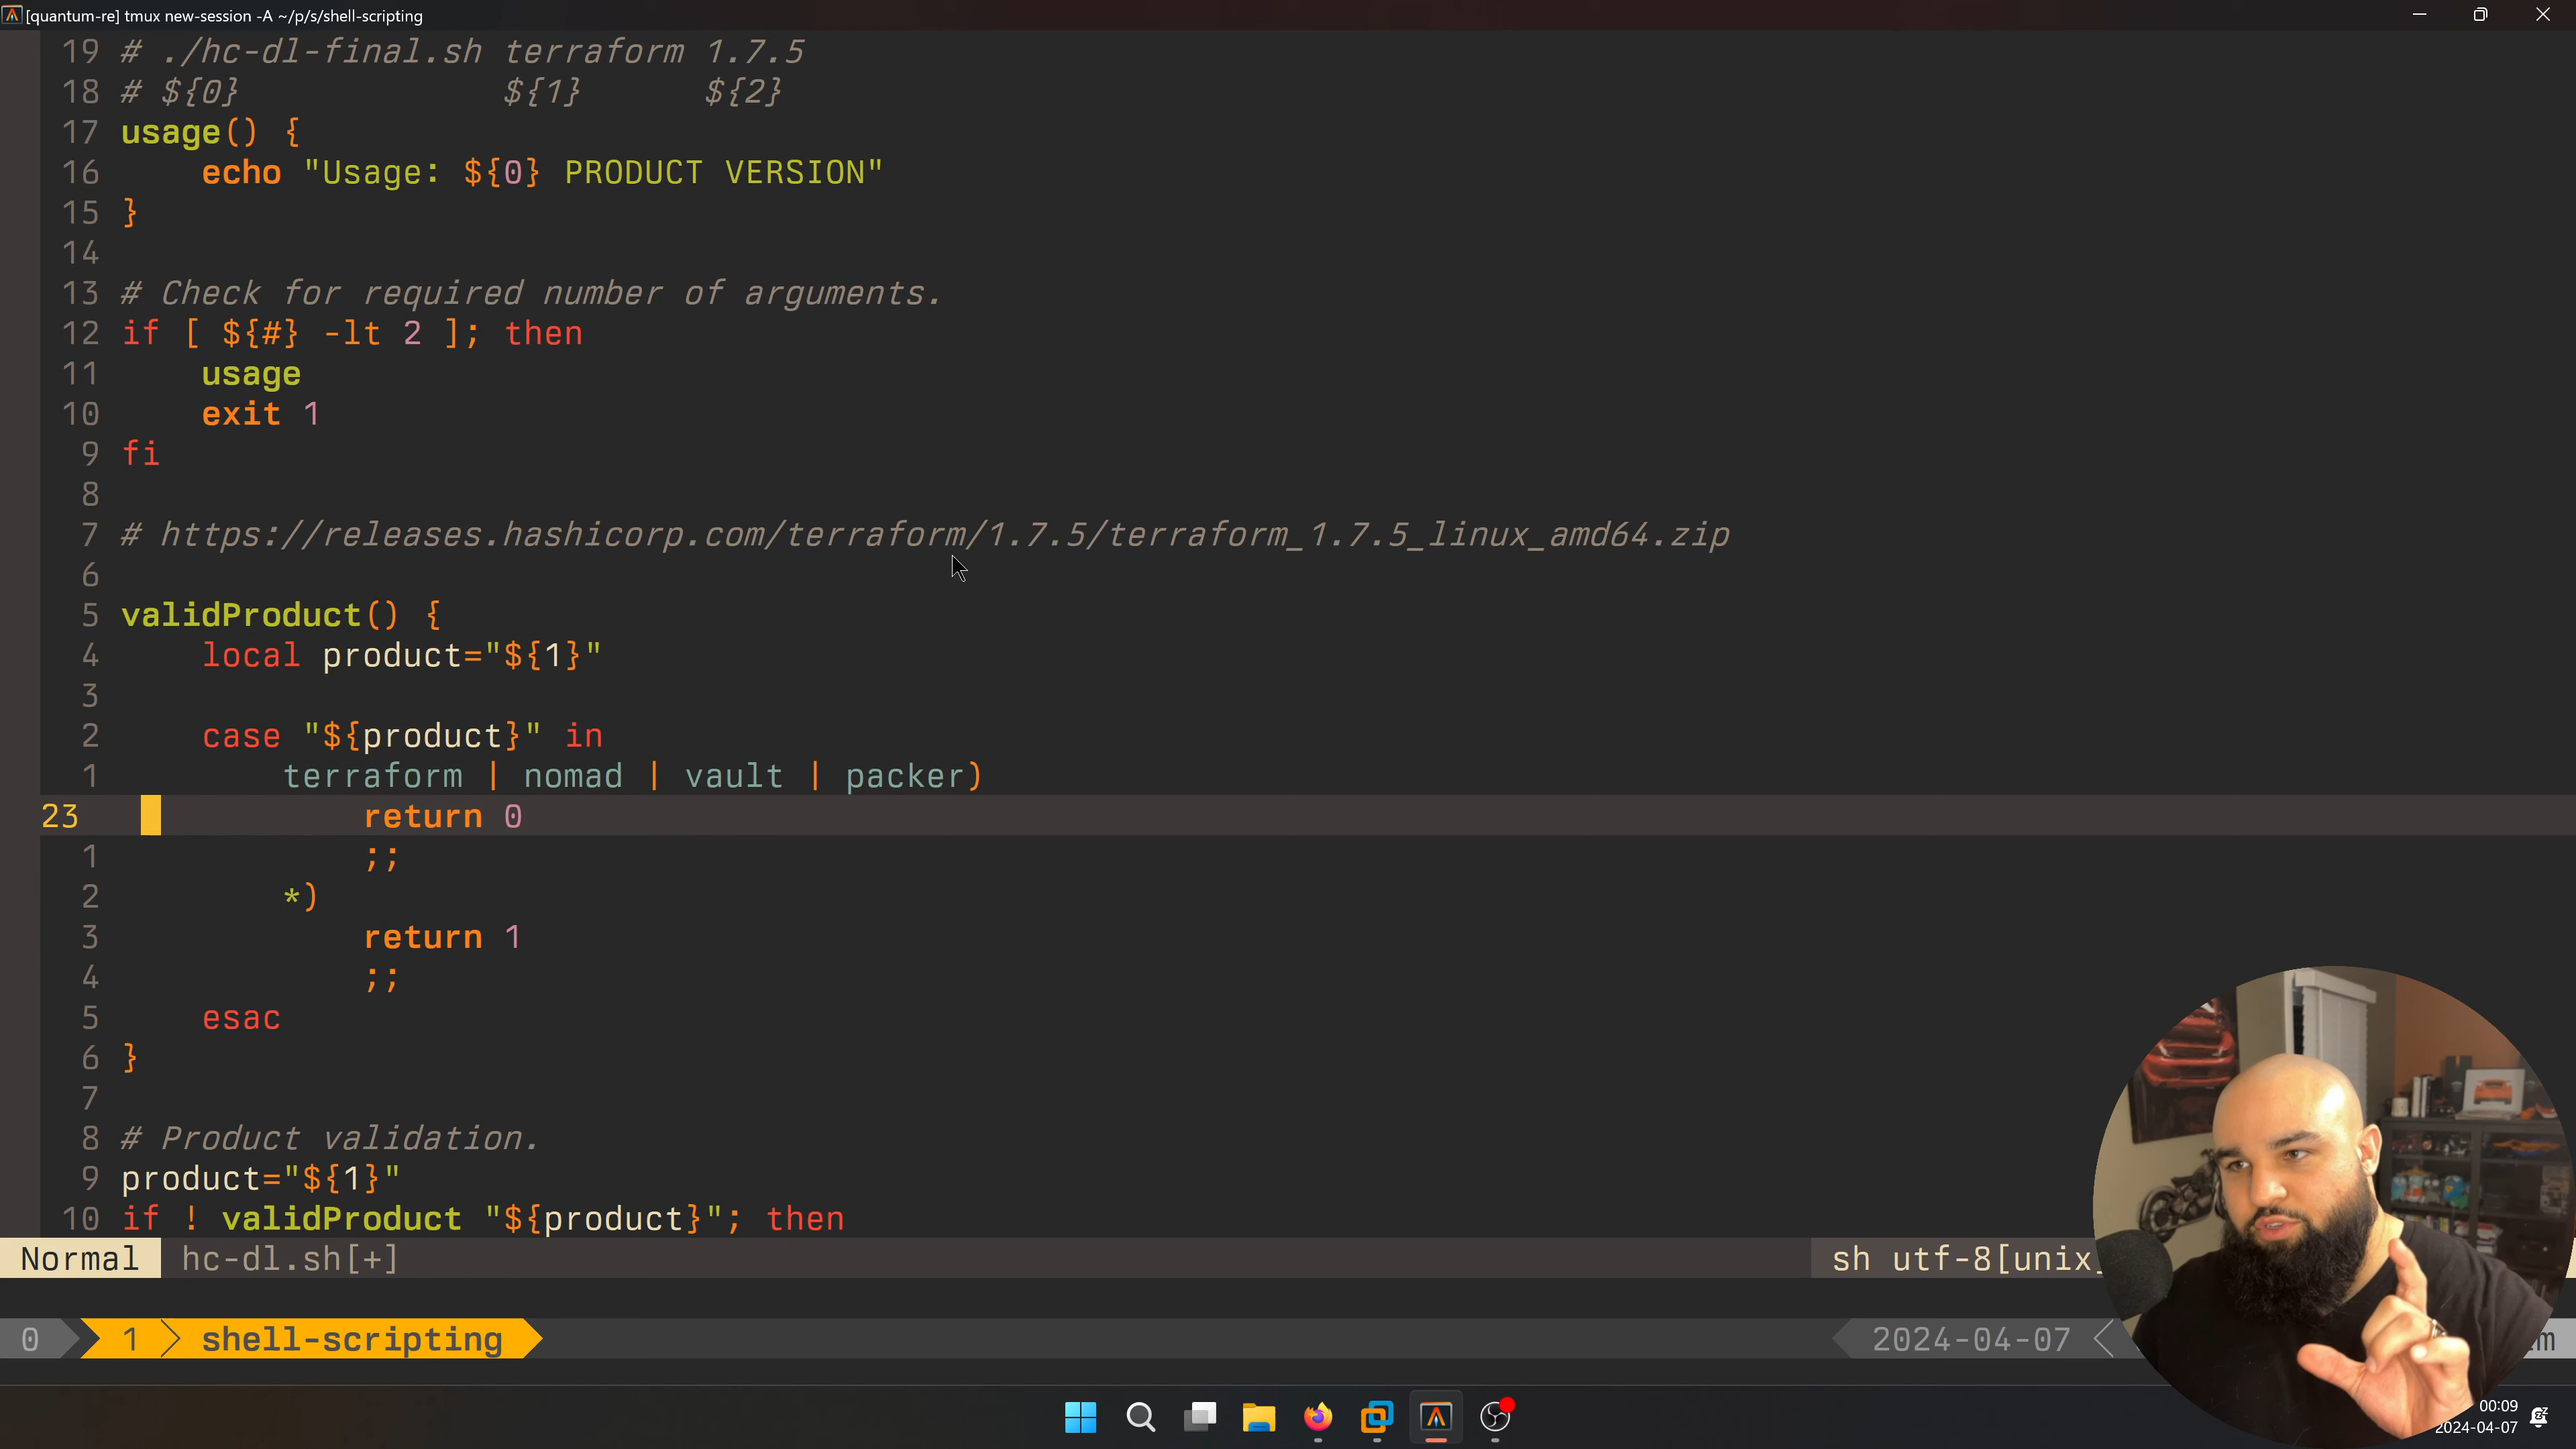 [quantum-re] tmux new-session -A ~/p/s/shell-scripting
19 # ./hc-dl-final.sh terraform 1.7.5
18 # ${0} ${1} ${2}
17 usage() {
16 echo "Usage: ${0} PRODUCT VERSION"
15 }
14
13 # Check for required number of arguments.
12 if [ ${#} -lt 2 ]; then
11 usage
10 exit 1
9 fi
8
7 # https://releases.hashicorp.com/terraform/1.7.5/terraform_1.7.5_linux_amd64.zip
6
5 validProduct() {
4 local product="${1}"
3
2 case "${product}" in
1 terraform | nomad | vault | packer)
23 return 0
1 ;;
2 *)
3 return 1
4 ;;
5 esac
6 }
7
8 # Product validation.
9 product="${1}"
10 if ! validProduct "${product}"; then
Normal hc-dl.sh[+] sh utf-8[unix]
0 1 shell-scripting 2024-04-07
00:09
2024-04-07